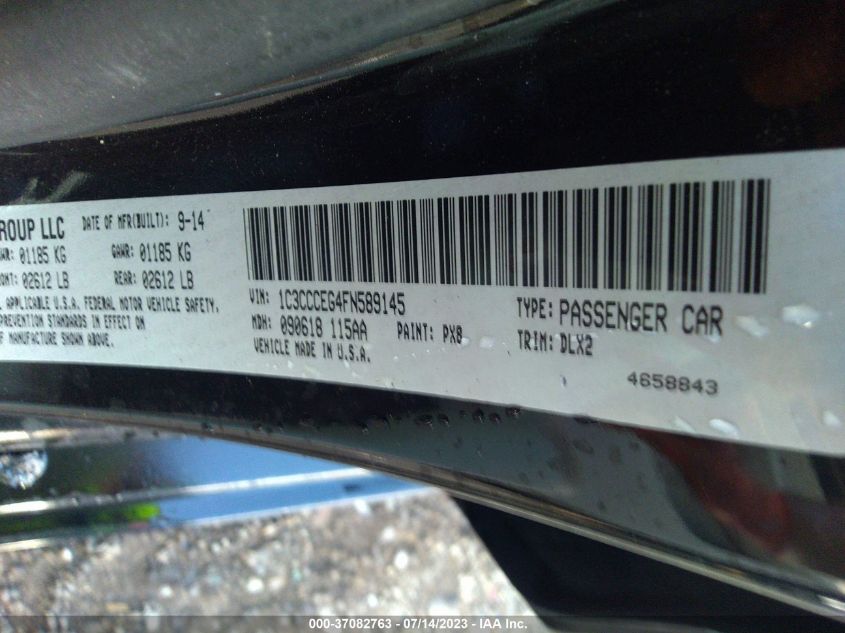 ROUP LLC DATE OF MFR(BUILT): 9-14
WR: 01185 KG GAWR: 01185 KG
ONT: 02612 LB REAR: 02612 LB
APPLICABLE U.S.A. FEDERAL MOTOR VEHICLE SAFETY,
PREVENTION STANDARDS IN EFFECT ON
F MANUFACTURE SHOWN ABOVE.
VIN: 1C3CCCEG4FN589145
MDH: 090618 115AA PAINT: PX8
VEHICLE MADE IN U.S.A.
TYPE: PASSENGER CAR
TRIM: DLX2
4658843
000-37082763 - 07/14/2023 - IAA Inc.